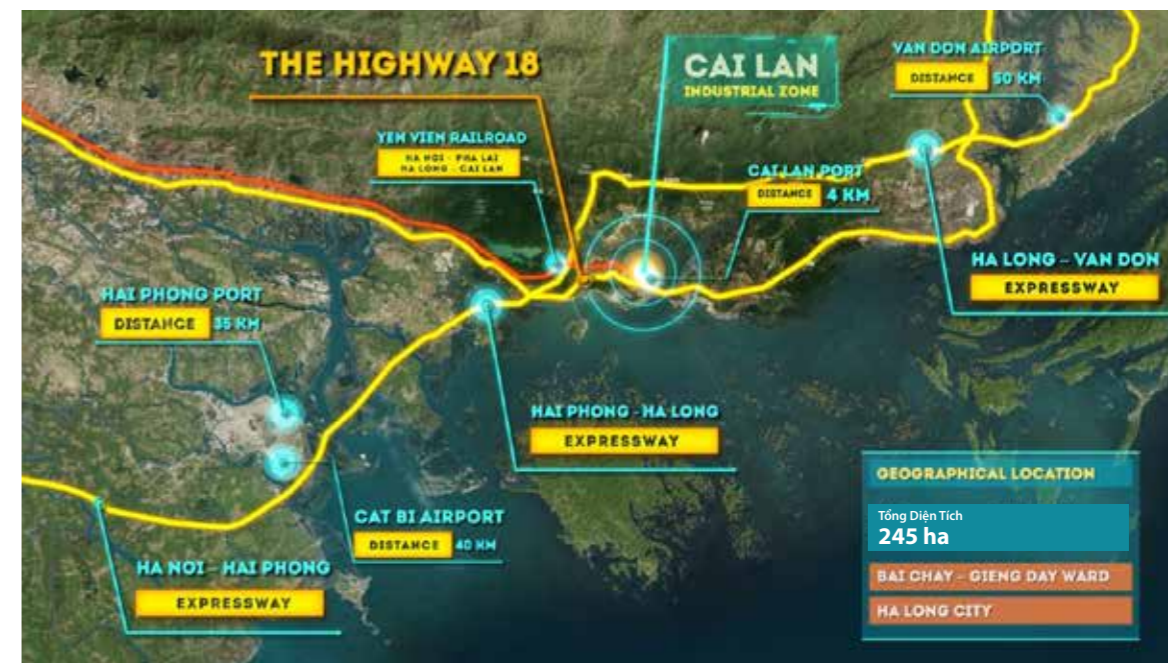 THE HIGHWAY 18
CAI LAN
INDUSTRIAL ZONE
VAN DON AIRPORT
DISTANCE 50 KM
YEN VIEN RAILROAD
HA NOI - PHA LAI
HA LONG - CAI LAN
CAI LAN PORT
DISTANCE 4 KM
HA LONG – VAN DON
EXPRESSWAY
HAI PHONG PORT
DISTANCE 35 KM
HAI PHONG - HA LONG
EXPRESSWAY
CAT BI AIRPORT
DISTANCE 40 KM
HA NOI – HAI PHONG
EXPRESSWAY
GEOGRAPHICAL LOCATION
Tổng Diện Tích
245 ha
BAI CHAY – GIENG DAY WARD
HA LONG CITY